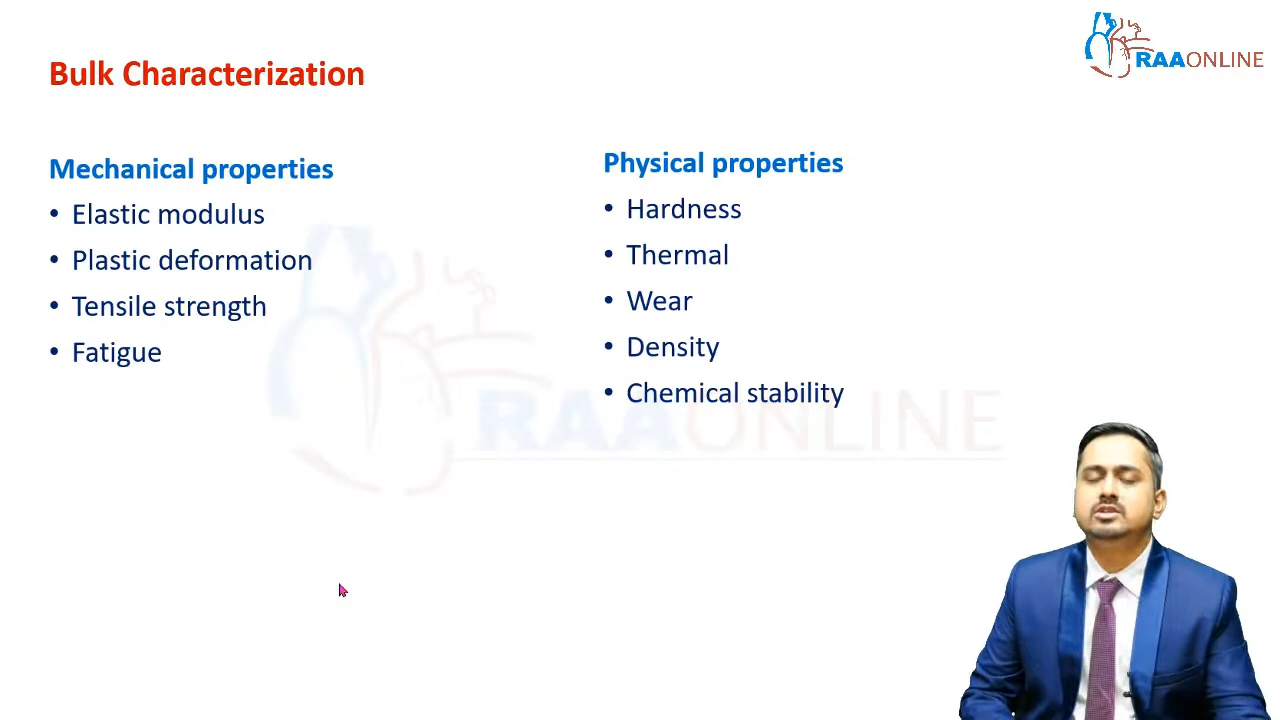 RAAONLINE
Bulk Characterization
Mechanical properties
• Elastic modulus
• Plastic deformation
• Tensile strength
• Fatigue
Physical properties
• Hardness
• Thermal
• Wear
• Density
• Chemical stability
RAAONLINE